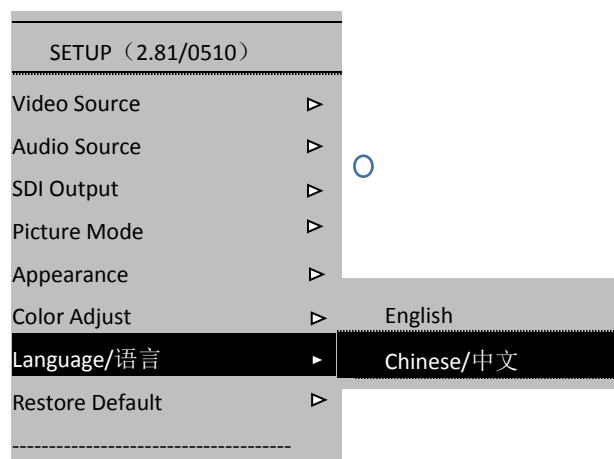 SETUP（2.81/0510）
Video Source
Audio Source
SDI Output
Picture Mode
Appearance
Color Adjust
English
Language/语言
Chinese/中文
Restore Default
------------------------------------